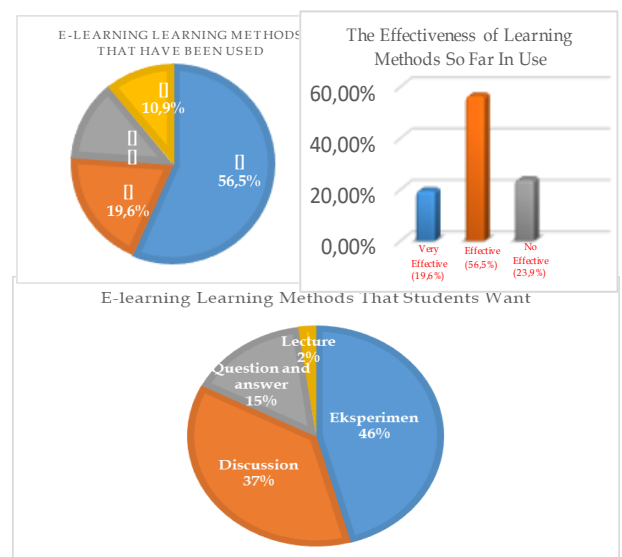 E-LEARNING LEARNING METHODS
THAT HAVE BEEN USED
[]
10,9%
[]
[]
[]
56,5%
[]
19,6%
The Effectiveness of Learning
Methods So Far In Use
60,00%
40,00%
20,00%
0,00%
Very
Effective
(19,6%)
Effective
(56,5%)
No
Effective
(23,9%)
E-learning Learning Methods That Students Want
Lecture
2%
Question and
answer
15%
Eksperimen
46%
Discussion
37%